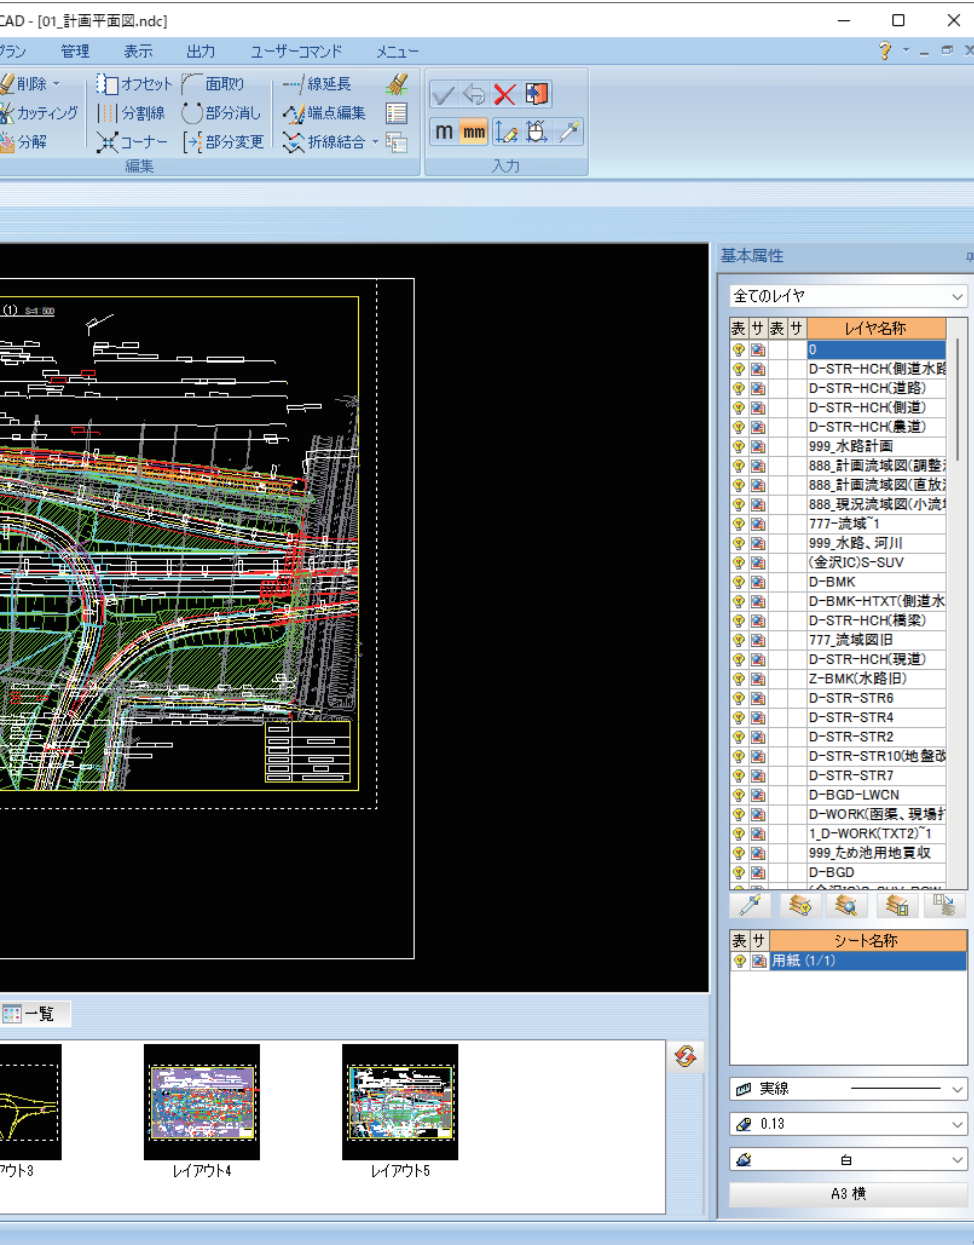 CAD - [01_計画平面図.ndc]
プラン 管理 表示 出力 ユーザーコマンド メニュー
削除 オフセット 面取り 線延長
カッティング 分割線 部分消し 端点編集
分解 コーナー 部分変更 折線結合
m mm
編集 入力
基本属性
全てのレイヤ
(1) S=1:500
表 サ 表 サ レイヤ名称
0
D-STR-HCH(側道水路
D-STR-HCH(道路)
D-STR-HCH(側道)
D-STR-HCH(農道)
999_水路計画
888_計画流域図(調整
888_計画流域図(直放
888_現況流域図(小流
777-流域~1
999_水路、河川
(金沢IC)S-SUV
D-BMK
D-BMK-HTXT(側道水
D-STR-HCH(橋梁)
777_流域図旧
D-STR-HCH(現道)
Z-BMK(水路旧)
D-STR-STR6
D-STR-STR4
D-STR-STR2
D-STR-STR10(地盤改
D-STR-STR7
D-BGD-LWCN
D-WORK(函渠、現場打
1_D-WORK(TXT2)~1
999_ため池用地買収
D-BGD
表 サ シート名称
用紙 (1/1)
一覧
アウト3 レイアウト4 レイアウト5
実線
0.13
白
A3 横